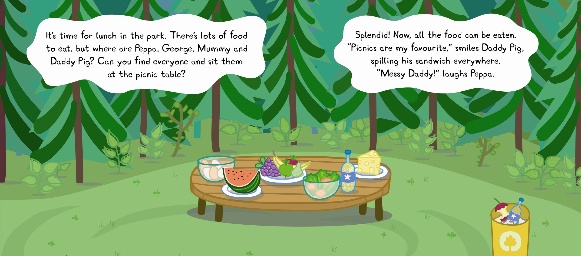 It's time for lunch in the park. There's lots of food
to eat, but where are Peppa, George, Mummy and
Daddy Pig? Can you find everyone and sit them
at the picnic table?
Splendid! Now, all the food can be eaten.
"Picnics are my favourite," smiles Daddy Pig,
spilling his sandwich everywhere.
"Messy Daddy!" laughs Peppa.